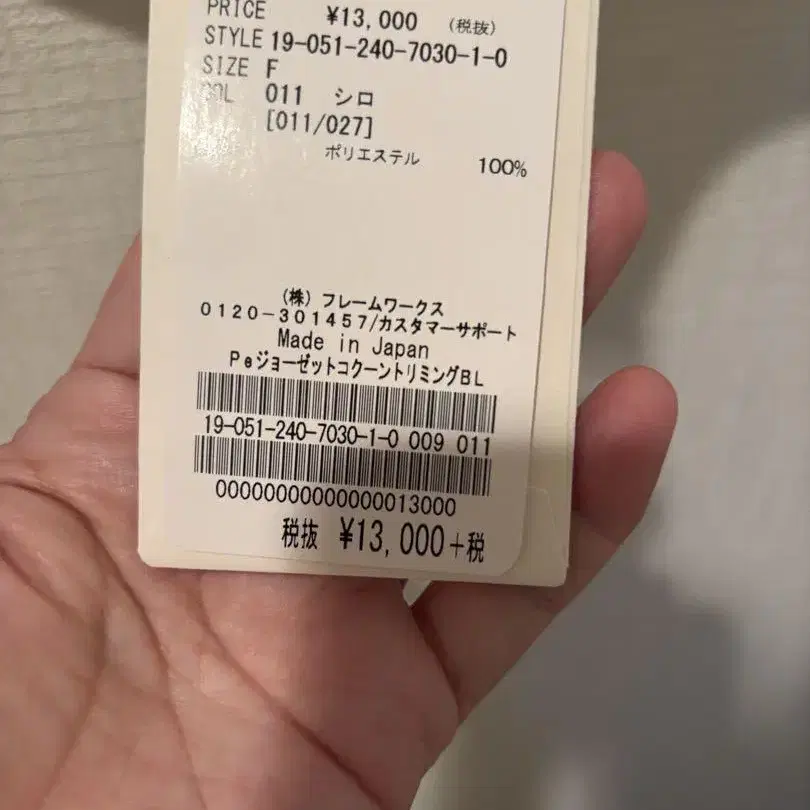 PRICE ¥13,000 (税抜)
STYLE 19-051-240-7030-1-0
SIZE F
COL 011 シロ
[011/027]
ポリエステル 100%
(株) フレームワークス
0120-301457/カスタマーサポート
Made in Japan
PeジョーゼットコクーントリミングBL
19-051-240-7030-1-0 009 011
00000000000000013000
税抜 ¥13,000+税